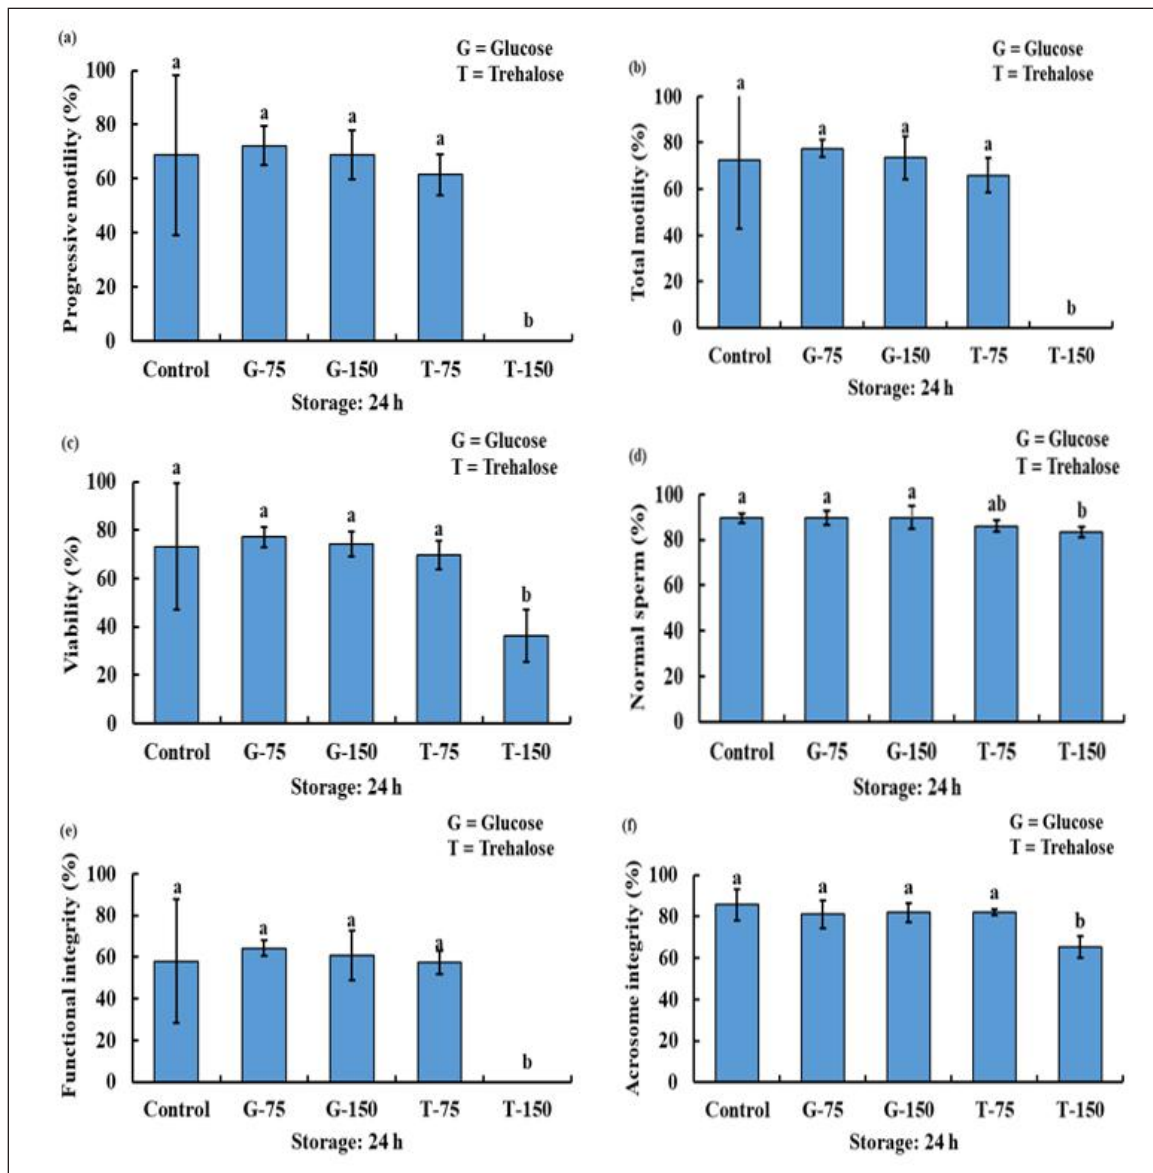 (a)
G = Glucose
T = Trehalose
Progressive motility (%)
100
80
60
40
20
0
a
a
a
a
b
Control G-75 G-150 T-75 T-150
Storage: 24 h
(b)
G = Glucose
T = Trehalose
Total motility (%)
100
80
60
40
20
0
a
a
a
a
b
Control G-75 G-150 T-75 T-150
Storage: 24 h
(c)
G = Glucose
T = Trehalose
Viability (%)
100
80
60
40
20
0
a
a
a
a
b
Control G-75 G-150 T-75 T-150
Storage: 24 h
(d)
G = Glucose
T = Trehalose
Normal sperm (%)
100
80
60
40
20
0
a
a
a
ab
b
Control G-75 G-150 T-75 T-150
Storage: 24 h
(e)
G = Glucose
T = Trehalose
Functional integrity (%)
100
80
60
40
20
0
a
a
a
a
b
Control G-75 G-150 T-75 T-150
Storage: 24 h
(f)
G = Glucose
T = Trehalose
Acrosome integrity (%)
100
80
60
40
20
0
a
a
a
a
b
Control G-75 G-150 T-75 T-150
Storage: 24 h